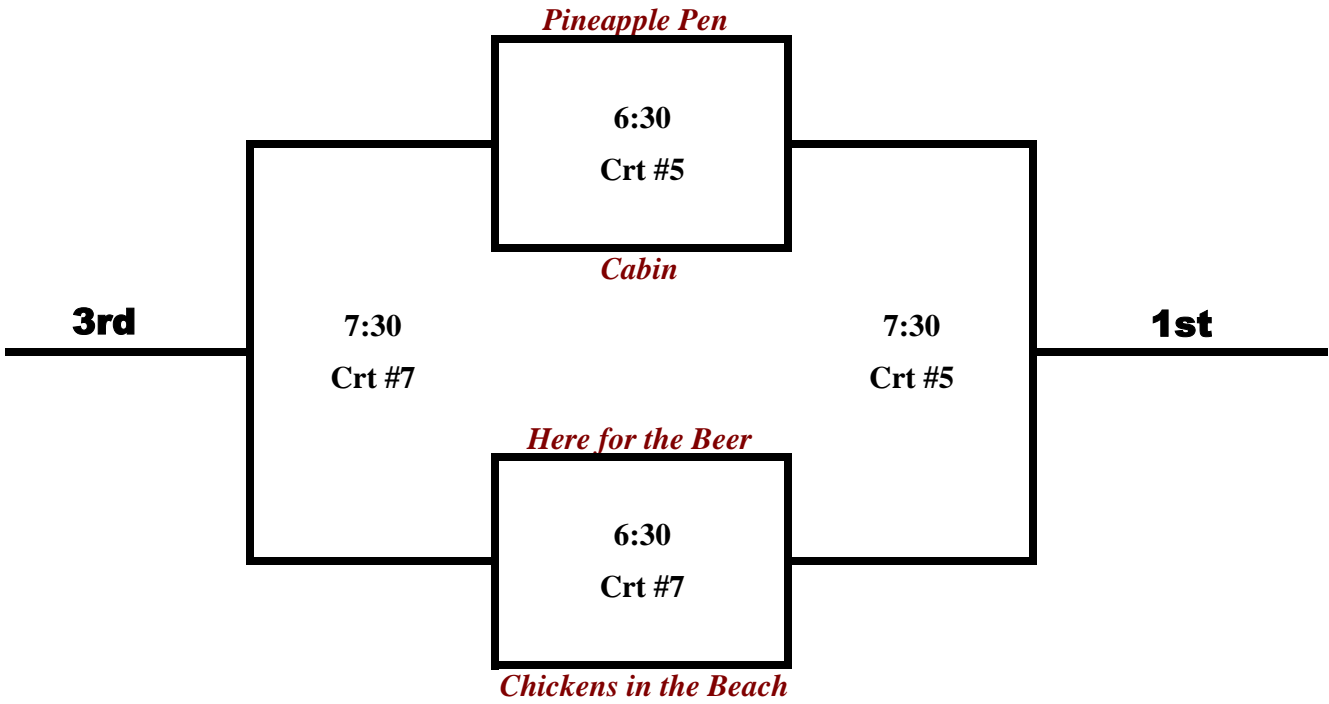 Pineapple Pen
6:30
Crt #5
Cabin
3rd
7:30
Crt #7
7:30
Crt #5
1st
Here for the Beer
6:30
Crt #7
Chickens in the Beach